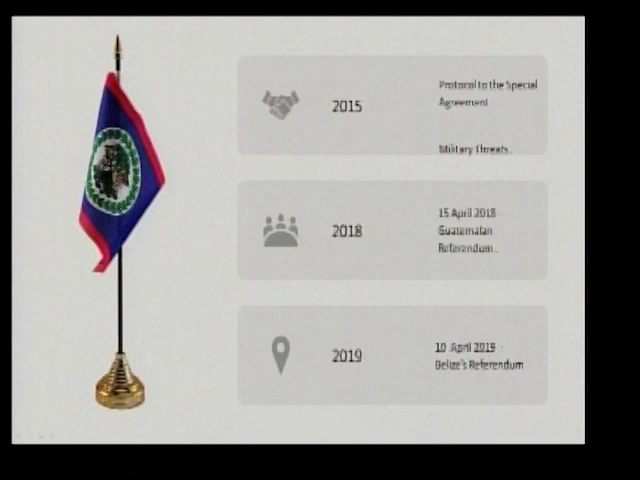 2015
Protocol to the Special
Agreement
Military Threats.
2018
15 April 2018
Guatemalan
Referendum.
2019
10 April 2019
Belize's Referendum